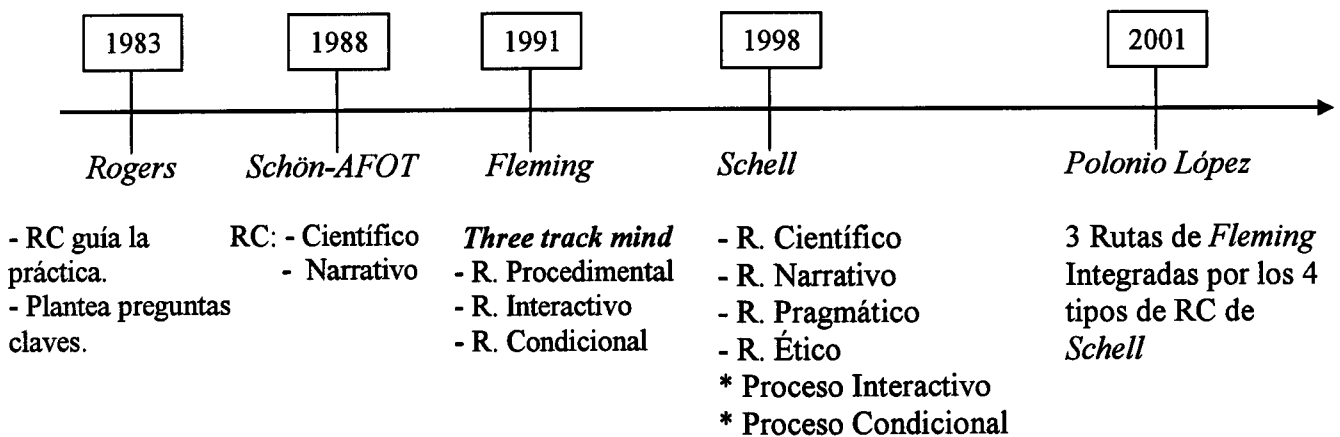 1983
1988
1991
1998
2001
Rogers
Schön-AFOT
Fleming
Schell
Polonio López
- RC guía la
práctica.
- Plantea preguntas
claves.
RC: - Científico
- Narrativo
Three track mind
- R. Procedimental
- R. Interactivo
- R. Condicional
- R. Científico
- R. Narrativo
- R. Pragmático
- R. Ético
* Proceso Interactivo
* Proceso Condicional
3 Rutas de Fleming
Integradas por los 4
tipos de RC de
Schell